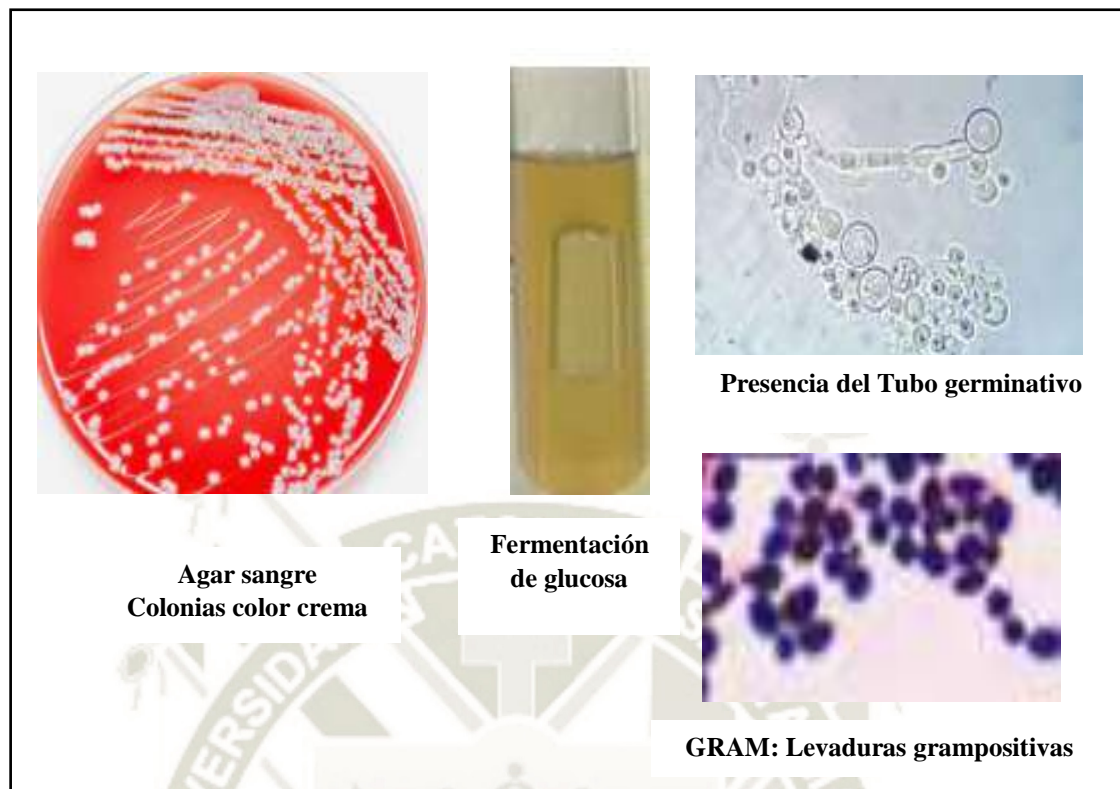 Presencia del Tubo germinativo
Agar sangre
Colonias color crema
Fermentación
de glucosa
GRAM: Levaduras grampositivas